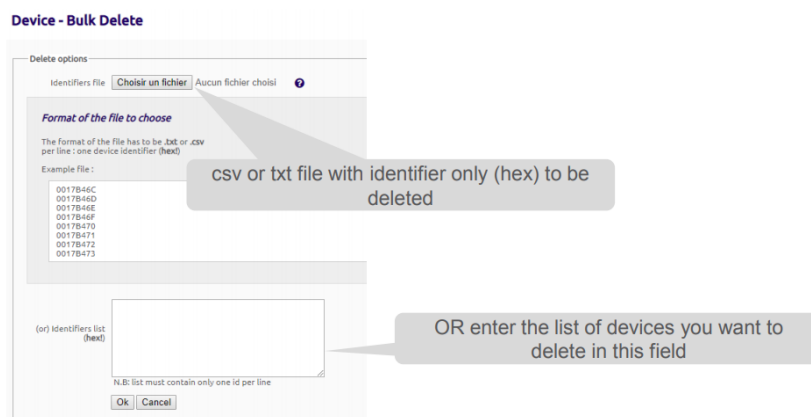 Device - Bulk Delete
Delete options
Identifiers file Choisir un fichier Aucun fichier choisi ?
Format of the file to choose
The format of the file has to be .txt or .csv
per line : one device identifier (hex!)
Example file :
csv or txt file with identifier only (hex) to be
deleted
0017B46C
0017B46D
0017B46E
0017B46F
0017B470
0017B471
0017B472
0017B473
(or) Identifiers list
(hex!)
OR enter the list of devices you want to
delete in this field
N.B: list must contain only one id per line
Ok Cancel